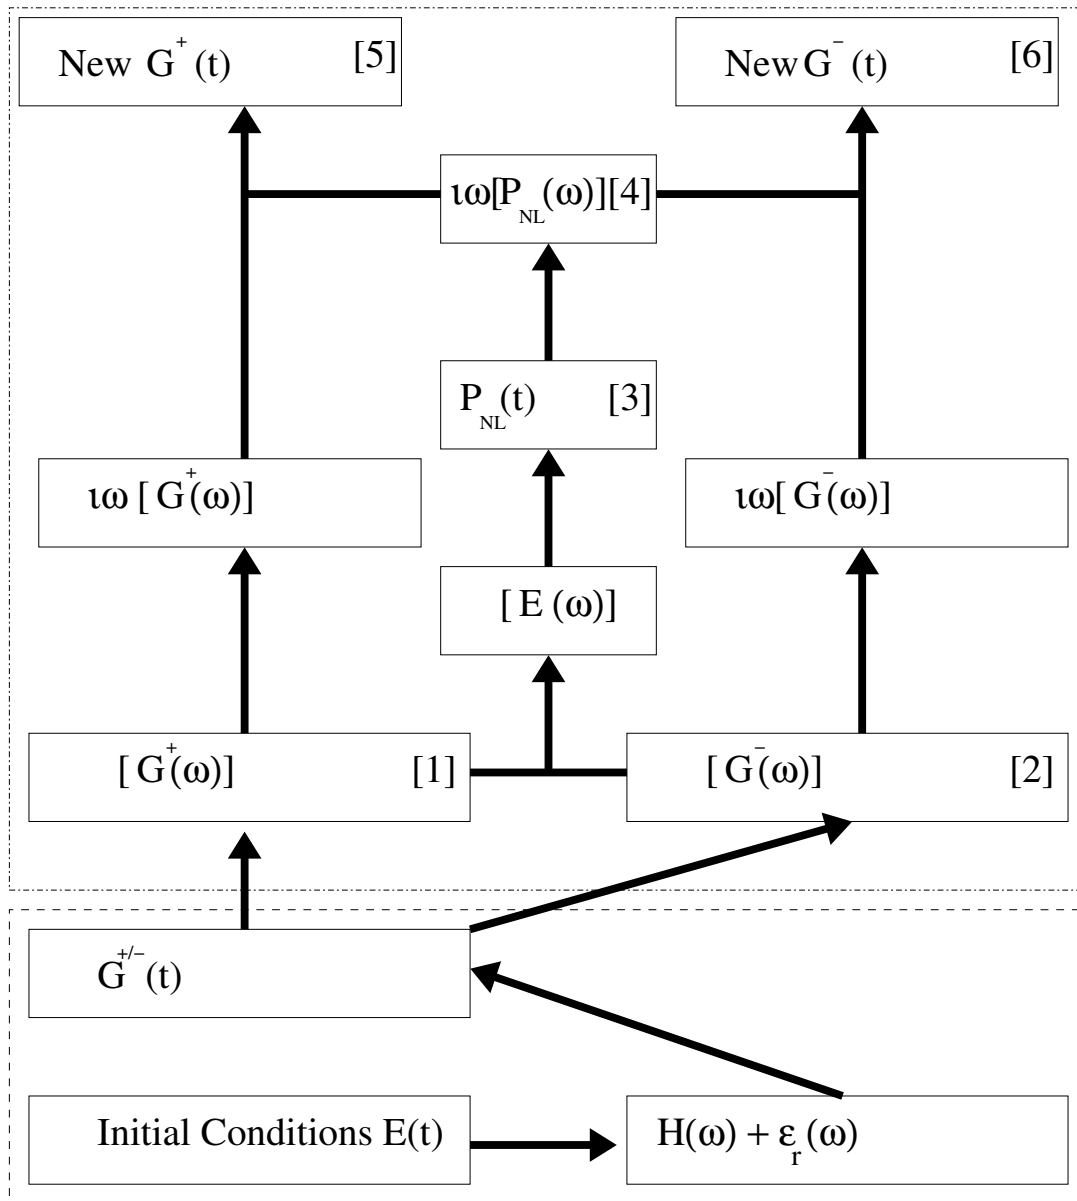 New G⁺(t) [5]
New G⁻(t) [6]
ιω[P_NL(ω)][4]
P_NL(t) [3]
ιω [ G⁺(ω)]
ιω[ G⁻(ω)]
[ E (ω)]
[ G⁺(ω)] [1]
[ G⁻(ω)] [2]
G⁺/⁻(t)
Initial Conditions E(t)
H(ω) + ε_r(ω)